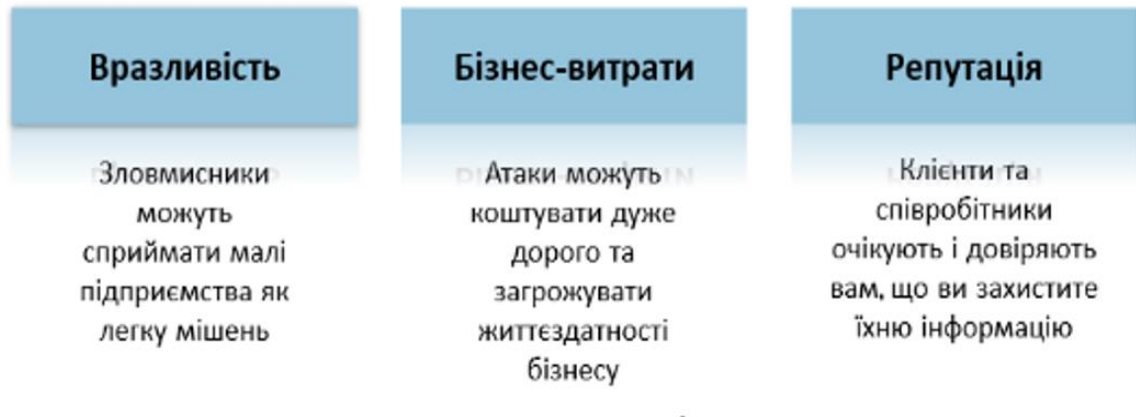 Вразливість
Зловмисники
можуть
сприймати малі
підприємства як
легку мішень
Бізнес-витрати
Атаки можуть
коштувати дуже
дорого та
загрожувати
життєздатності
бізнесу
Репутація
Клієнти та
співробітники
очікують і довіряють
вам, що ви захистите
їхню інформацію